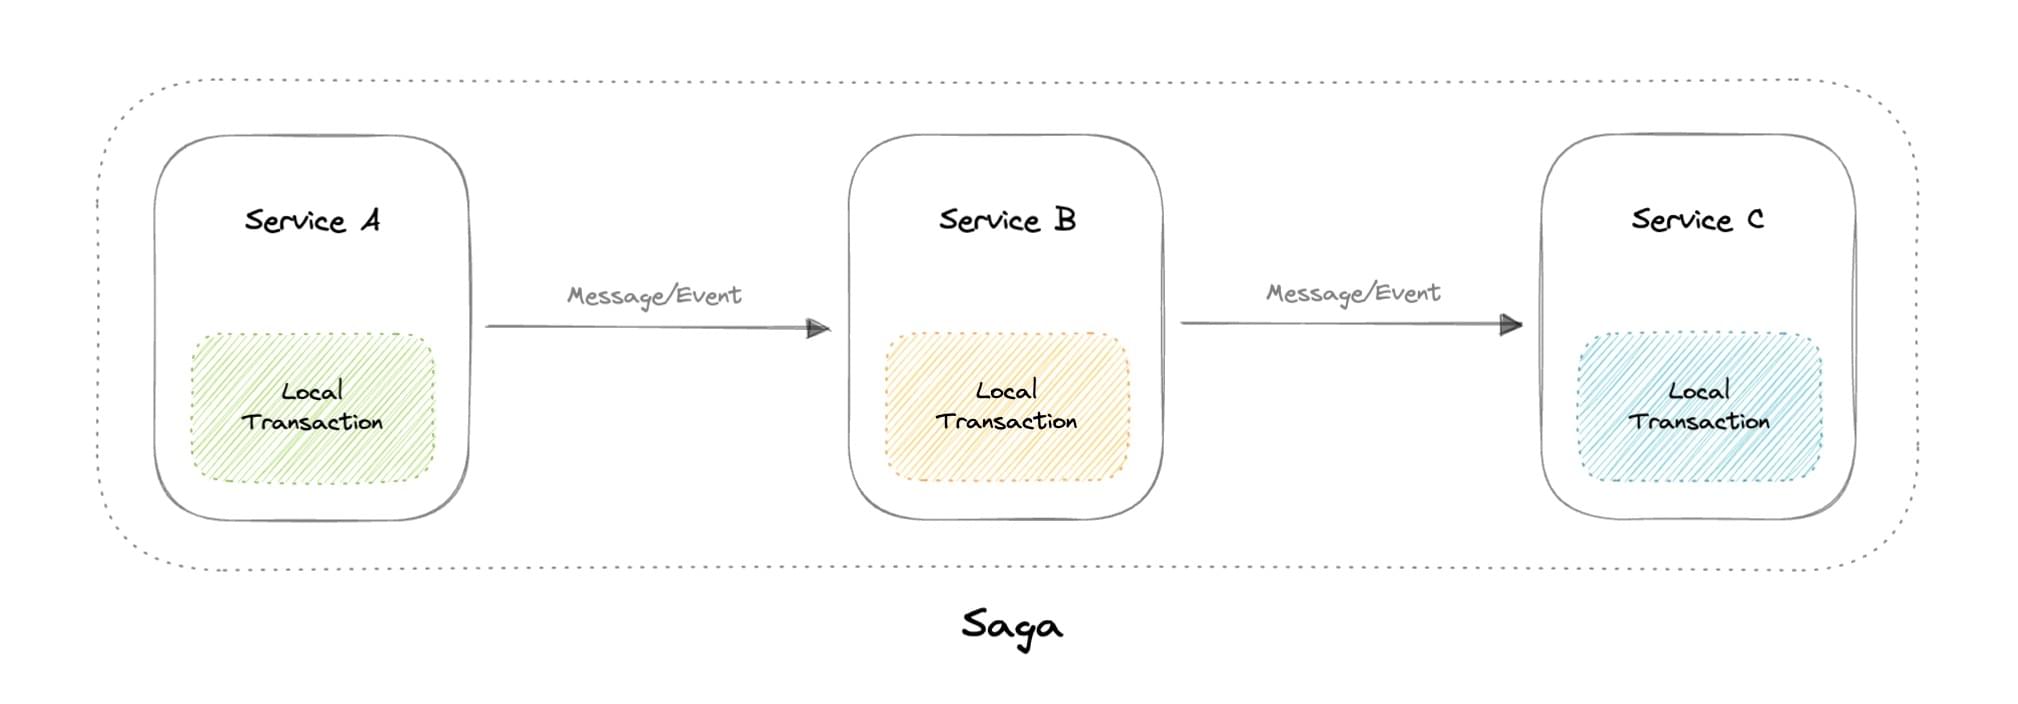 Service A
Message/Event
Local
Transaction
Service B
Message/Event
Local
Transaction
Service C
Local
Transaction
Saga